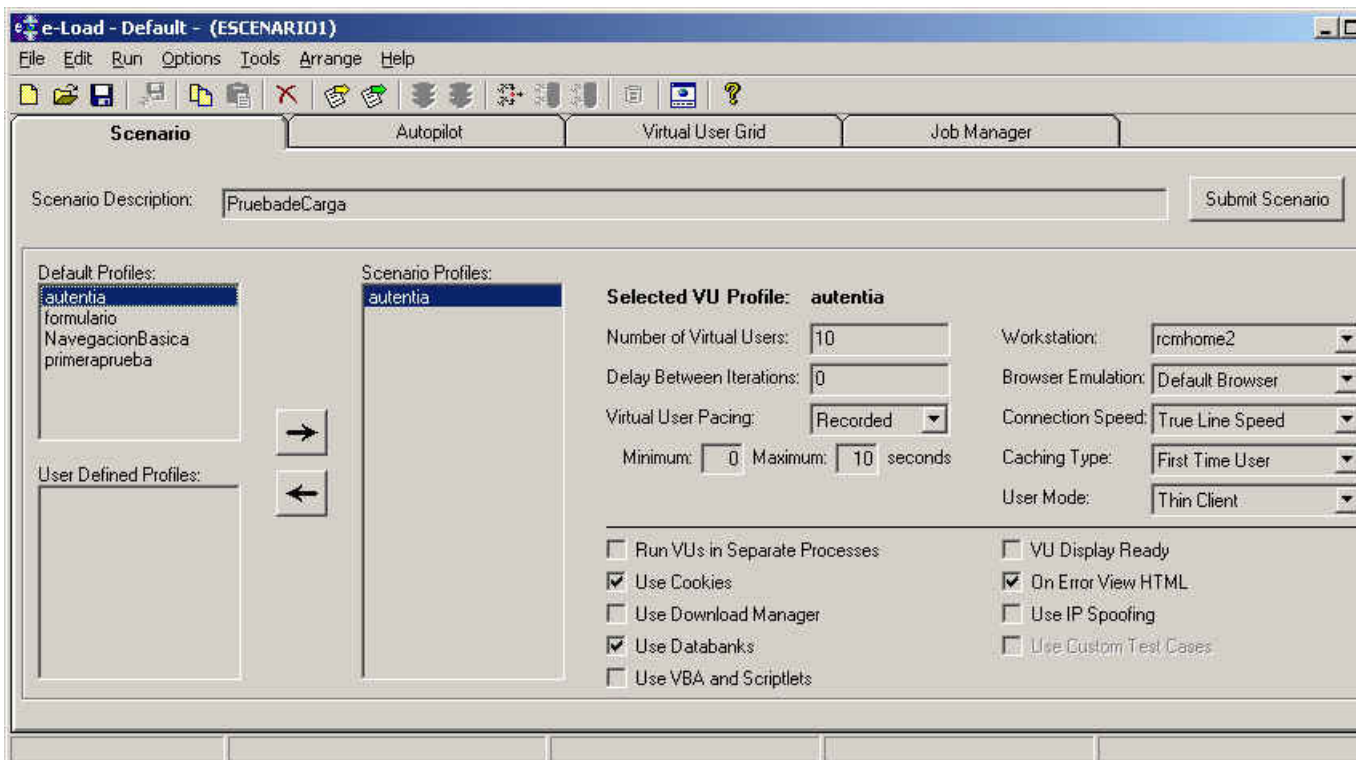 e-Load - Default - (ESCENARIO1)
File Edit Run Options Tools Arrange Help
Scenario Autopilot Virtual User Grid Job Manager
Scenario Description: PruebadeCarga Submit Scenario
Default Profiles:
autentia
formulario
NavegacionBasica
primeraprueba
User Defined Profiles:
Scenario Profiles:
autentia
Selected VU Profile: autentia
Number of Virtual Users: 10
Delay Between Iterations: 0
Virtual User Pacing: Recorded
Minimum: 0 Maximum: 10 seconds
Workstation: rcmhome2
Browser Emulation: Default Browser
Connection Speed: True Line Speed
Caching Type: First Time User
User Mode: Thin Client
Run VUs in Separate Processes
Use Cookies
Use Download Manager
Use Databanks
Use VBA and Scriptlets
VU Display Ready
On Error View HTML
Use IP Spoofing
Use Custom Test Cases